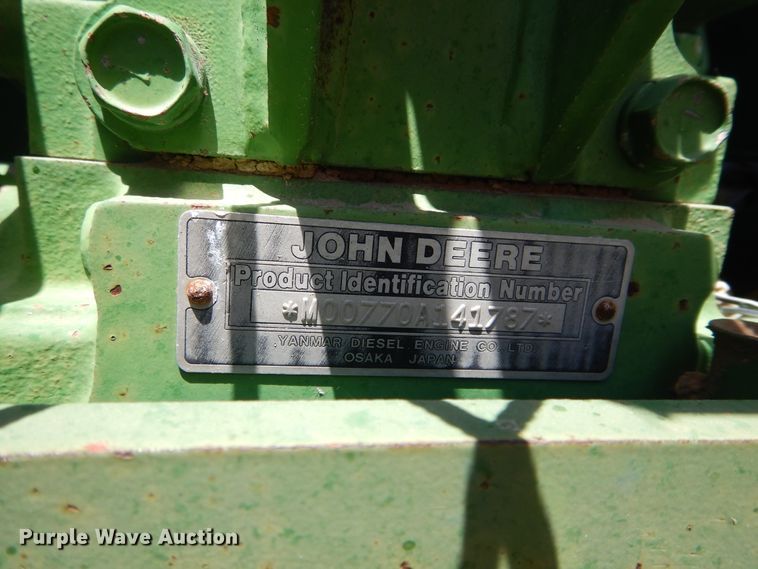 JOHN DEERE
Product Identification Number
*M00770A141787*
YANMAR DIESEL ENGINE CO. LTD
OSAKA JAPAN
Purple Wave Auction